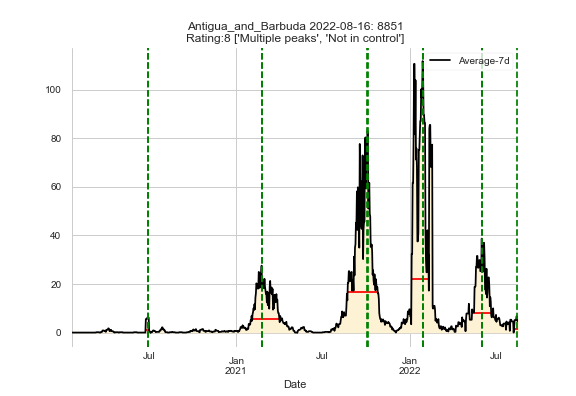 Antigua_and_Barbuda 2022-08-16: 8851
Rating:8 ['Multiple peaks', 'Not in control']
Average-7d
100
80
60
40
20
0
Jul
Jan
2021
Jul
Jan
2022
Jul
Date